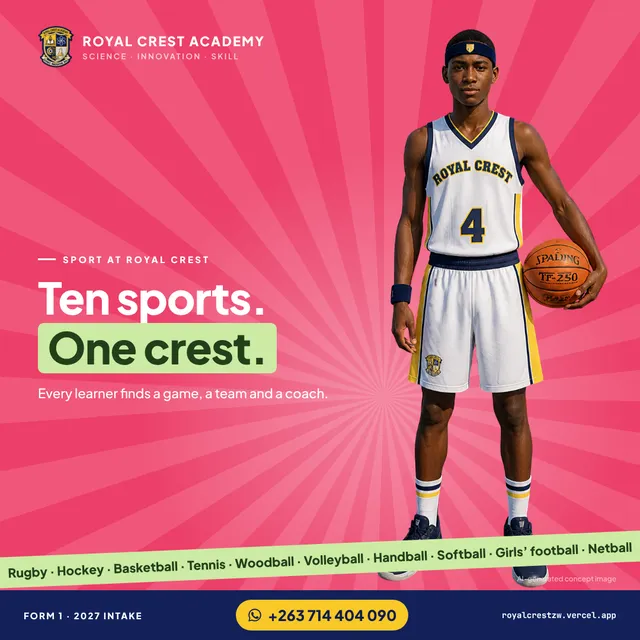 ROYAL CREST ACADEMY
SCIENCE · INNOVATION · SKILL
ROYAL CREST
4
SPALDING
TF-250
SPORT AT ROYAL CREST
Ten sports.
One crest.
Every learner finds a game, a team and a coach.
Rugby · Hockey · Basketball · Tennis · Woodball · Volleyball · Handball · Softball · Girls' football · Netball
AI-generated concept image
FORM 1 · 2027 INTAKE
+263 714 404 090
royalcrestzw.vercel.app